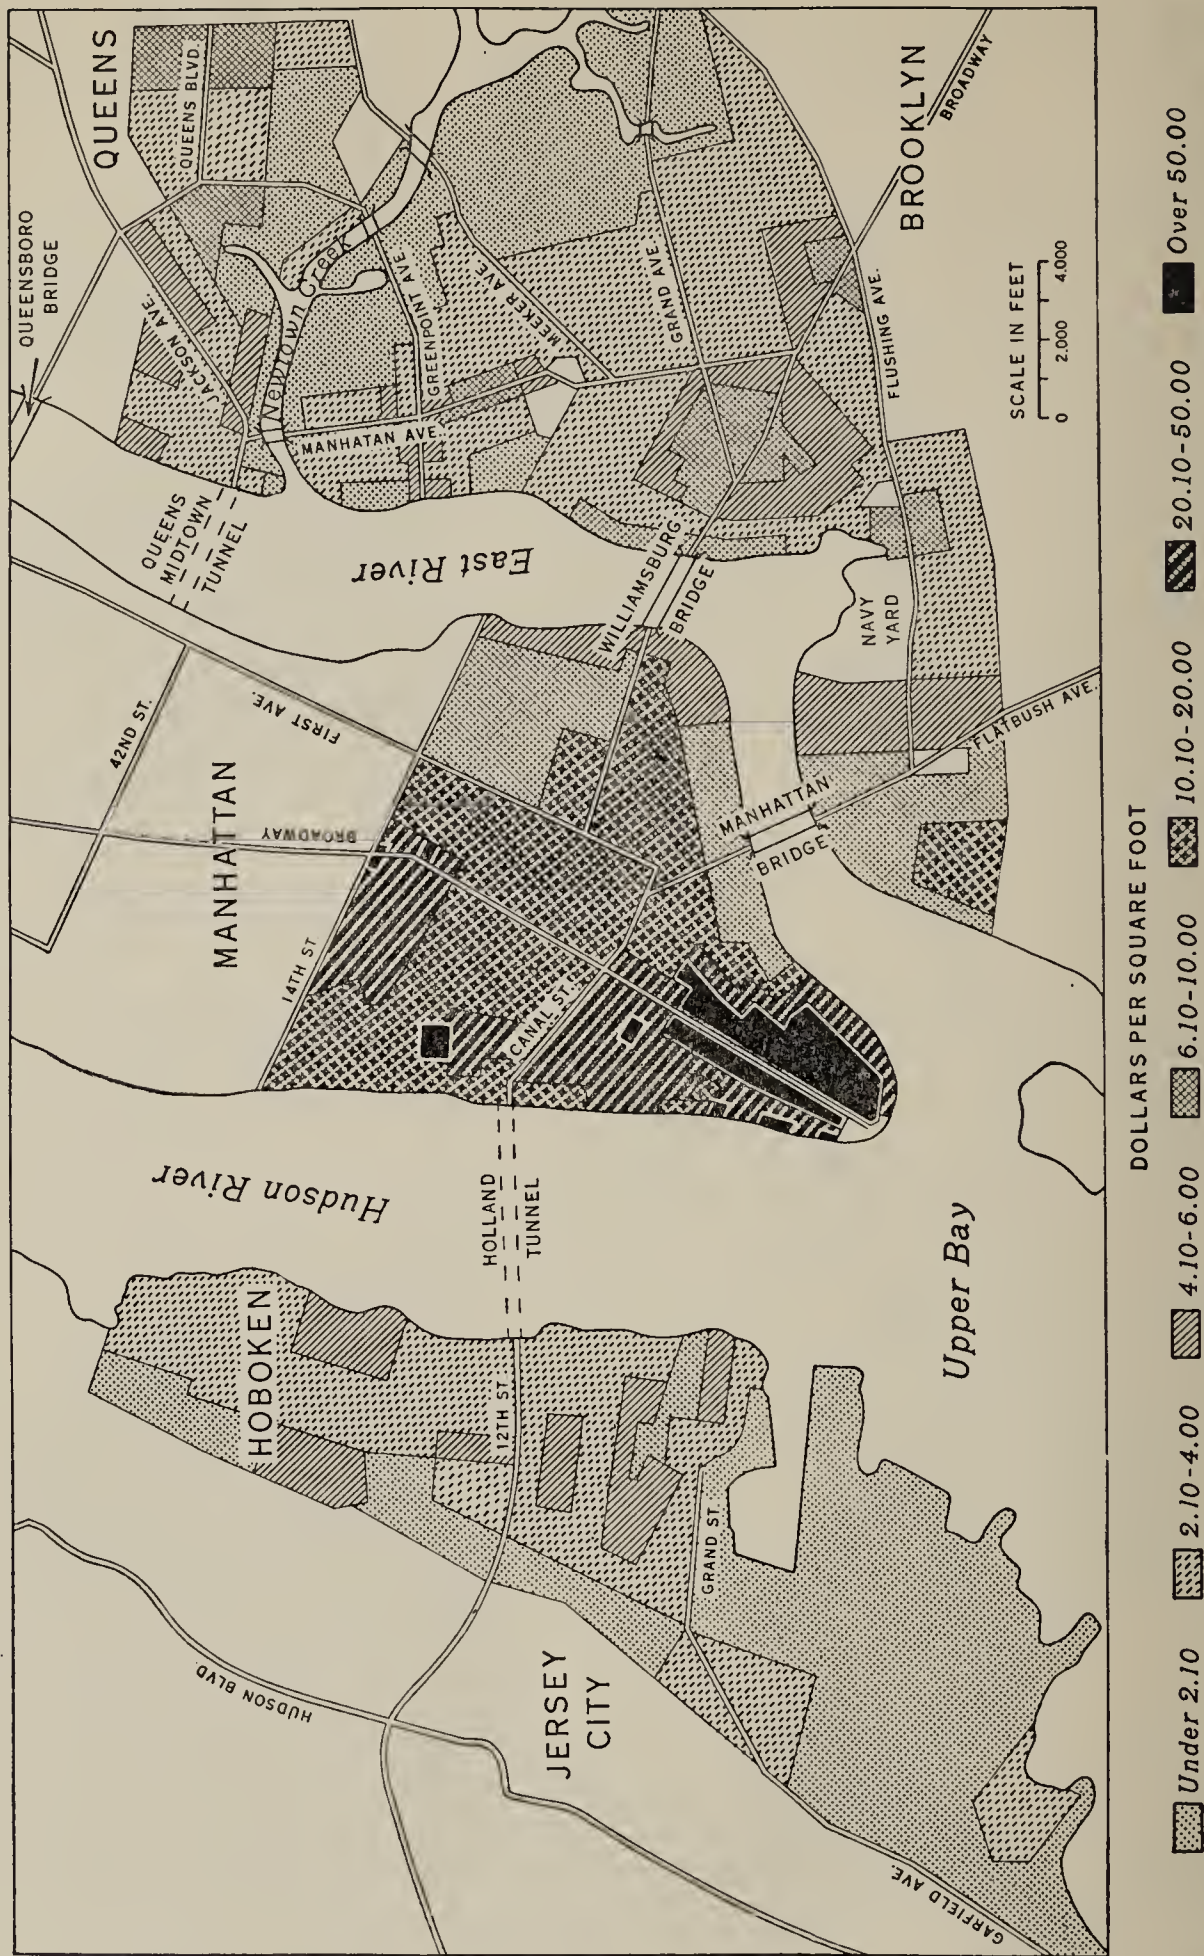 QUEENSBORO
BRIDGE
QUEENS
QUEENS BLVD.
JACKSON AVE.
Newtown Creek
GREENPOINT AVE.
MEEKER AVE.
MANHATAN AVE.
GRAND AVE.
BROOKLYN
BROADWAY
FLUSHING AVE.
SCALE IN FEET
0 2.000 4.000
QUEENS
MIDTOWN
TUNNEL
East River
WILLIAMSBURG
BRIDGE
NAVY
YARD
FLATBUSH AVE.
42ND ST.
FIRST AVE.
MANHATTAN
BROADWAY
14TH ST.
CANAL ST.
MANHATTAN
BRIDGE
Hudson River
HOLLAND
TUNNEL
Upper Bay
HOBOKEN
12TH ST.
GRAND ST.
HUDSON BLVD.
JERSEY
CITY
GARFIELD AVE.
DOLLARS PER SQUARE FOOT
Under 2.10
2.10-4.00
4.10-6.00
6.10-10.00
10.10-20.00
20.10-50.00
Over 50.00